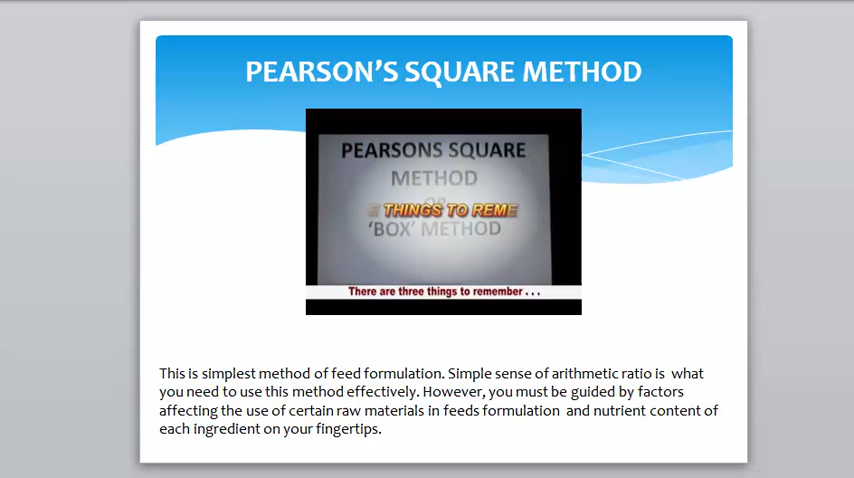 PEARSON'S SQUARE METHOD
PEARSONS SQUARE
METHOD
OR
E THINGS TO REME
'BOX' METHOD
There are three things to remember . . .
This is simplest method of feed formulation. Simple sense of arithmetic ratio is what
you need to use this method effectively. However, you must be guided by factors
affecting the use of certain raw materials in feeds formulation and nutrient content of
each ingredient on your fingertips.